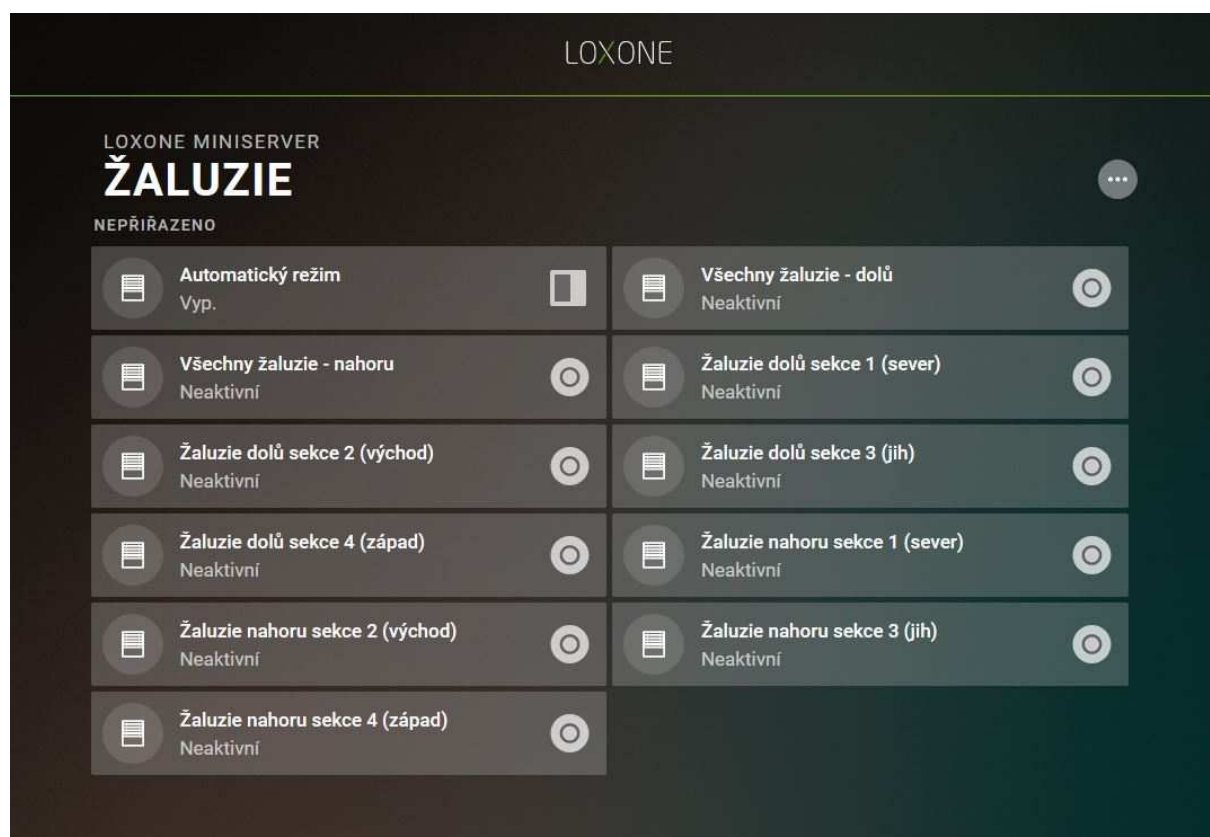 LOXONE
LOXONE MINISERVER
ŽALUZIE
NEPŘIŘAZENO
Automatický režim
Vyp.
Všechny žaluzie - dolů
Neaktivní
Všechny žaluzie - nahoru
Neaktivní
Žaluzie dolů sekce 1 (sever)
Neaktivní
Žaluzie dolů sekce 2 (východ)
Neaktivní
Žaluzie dolů sekce 3 (jih)
Neaktivní
Žaluzie dolů sekce 4 (západ)
Neaktivní
Žaluzie nahoru sekce 1 (sever)
Neaktivní
Žaluzie nahoru sekce 2 (východ)
Neaktivní
Žaluzie nahoru sekce 3 (jih)
Neaktivní
Žaluzie nahoru sekce 4 (západ)
Neaktivní